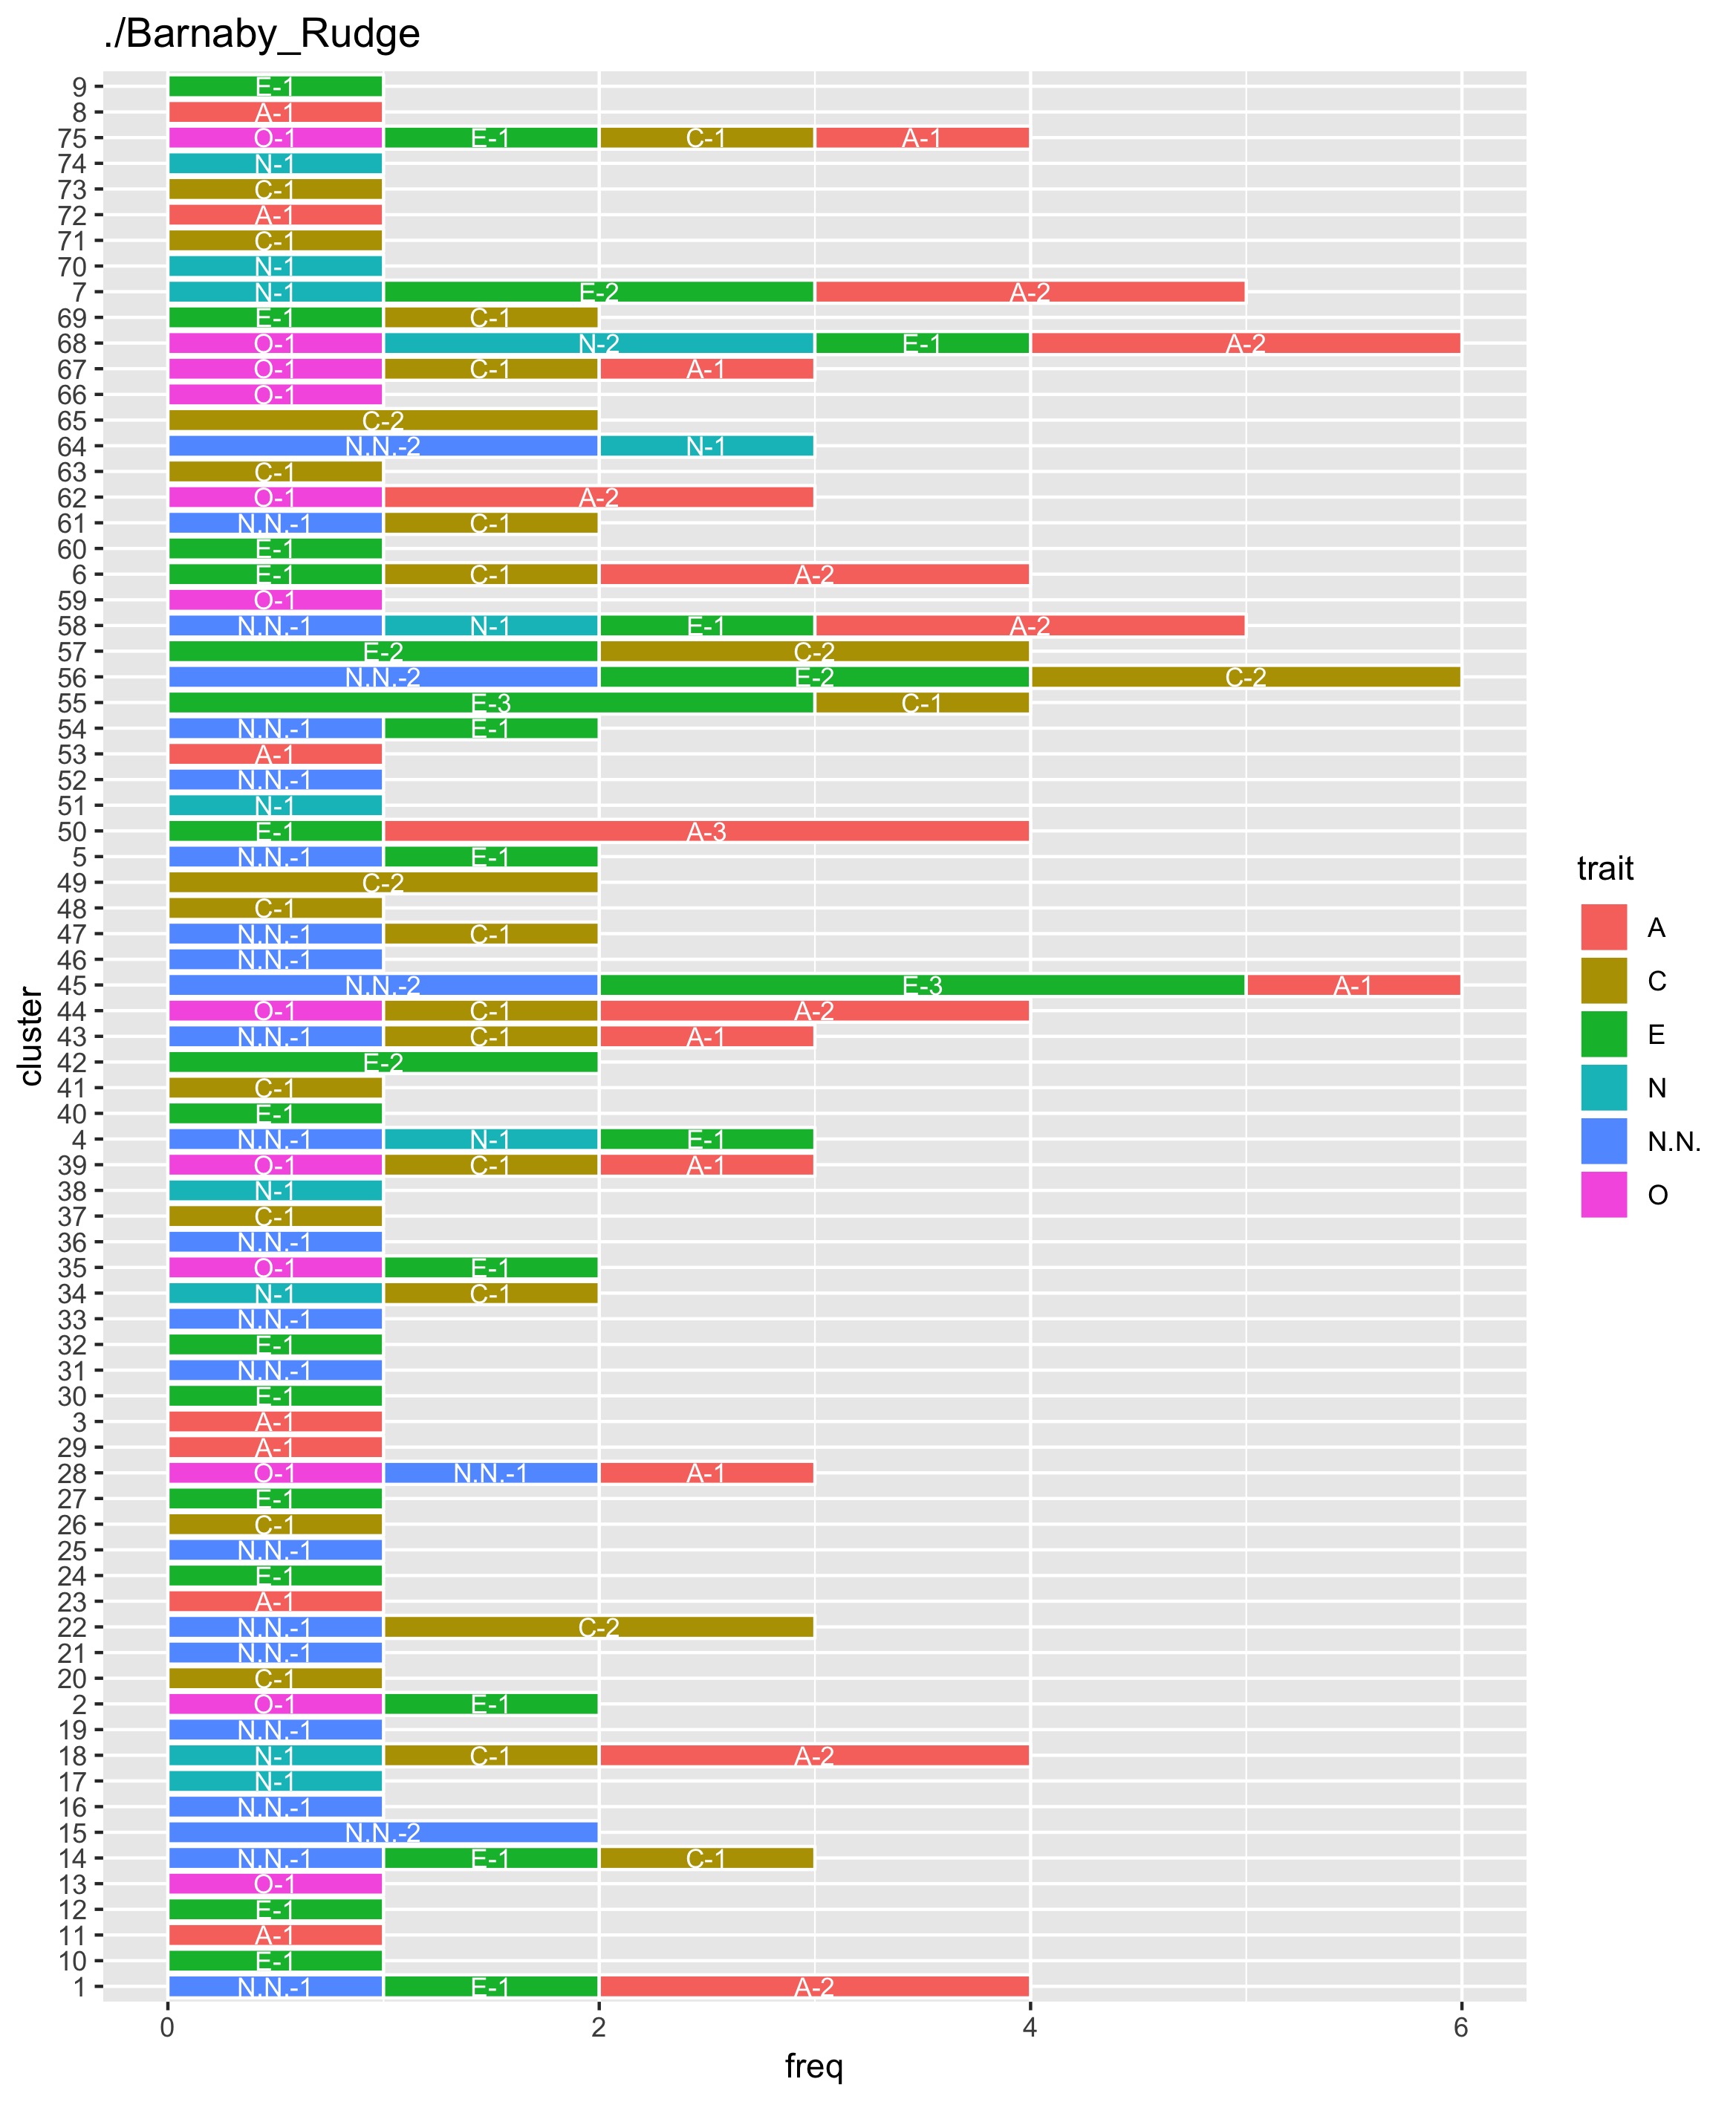 ./Barnaby_Rudge
9 E-1
8 A-1
75 O-1 E-1 C-1 A-1
74 N-1
73 C-1
72 A-1
71 C-1
70 N-1
7 N-1 E-2 A-2
69 E-1 C-1
68 O-1 N-2 E-1 A-2
67 O-1 C-1 A-1
66 O-1
65 C-2
64 N.N.-2 N-1
63 C-1
62 O-1 A-2
61 N.N.-1 C-1
60 E-1
6 E-1 C-1 A-2
59 O-1
58 N.N.-1 N-1 E-1 A-2
57 E-2 C-2
56 N.N.-2 E-2 C-2
55 E-3 C-1
54 N.N.-1 E-1
53 A-1
52 N.N.-1
51 N-1
50 E-1 A-3
5 N.N.-1 E-1
49 C-2
48 C-1
47 N.N.-1 C-1
46 N.N.-1
45 N.N.-2 E-3 A-1
44 O-1 C-1 A-2
43 N.N.-1 C-1 A-1
42 E-2
41 C-1
40 E-1
4 N.N.-1 N-1 E-1
39 O-1 C-1 A-1
38 N-1
37 C-1
36 N.N.-1
35 O-1 E-1
34 N-1 C-1
33 N.N.-1
32 E-1
31 N.N.-1
30 E-1
3 A-1
29 A-1
28 O-1 N.N.-1 A-1
27 E-1
26 C-1
25 N.N.-1
24 E-1
23 A-1
22 N.N.-1 C-2
21 N.N.-1
20 C-1
2 O-1 E-1
19 N.N.-1
18 N-1 C-1 A-2
17 N-1
16 N.N.-1
15 N.N.-2
14 N.N.-1 E-1 C-1
13 O-1
12 E-1
11 A-1
10 E-1
1 N.N.-1 E-1 A-2
0 2 4 6
freq
cluster
trait
A
C
E
N
N.N.
O